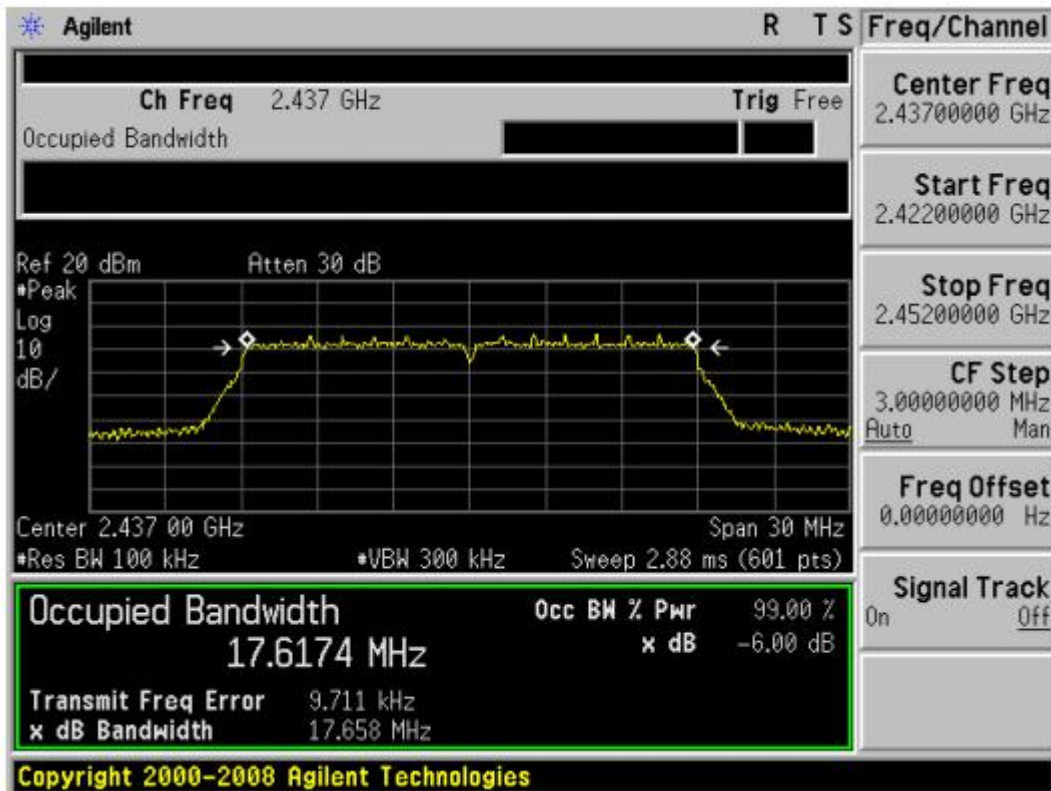 Agilent R T S Freq/Channel
Ch Freq 2.437 GHz Trig Free
Occupied Bandwidth
Center Freq
2.43700000 GHz
Start Freq
2.42200000 GHz
Stop Freq
2.45200000 GHz
CF Step
3.00000000 MHz
Auto Man
Freq Offset
0.00000000 Hz
Signal Track
On Off
Ref 20 dBm Atten 30 dB
#Peak
Log
10
dB/
Center 2.437 00 GHz Span 30 MHz
#Res BW 100 kHz #VBW 300 kHz Sweep 2.88 ms (601 pts)
Occupied Bandwidth Occ BW % Pwr 99.00 %
17.6174 MHz x dB -6.00 dB
Transmit Freq Error 9.711 kHz
x dB Bandwidth 17.658 MHz
Copyright 2000-2008 Agilent Technologies